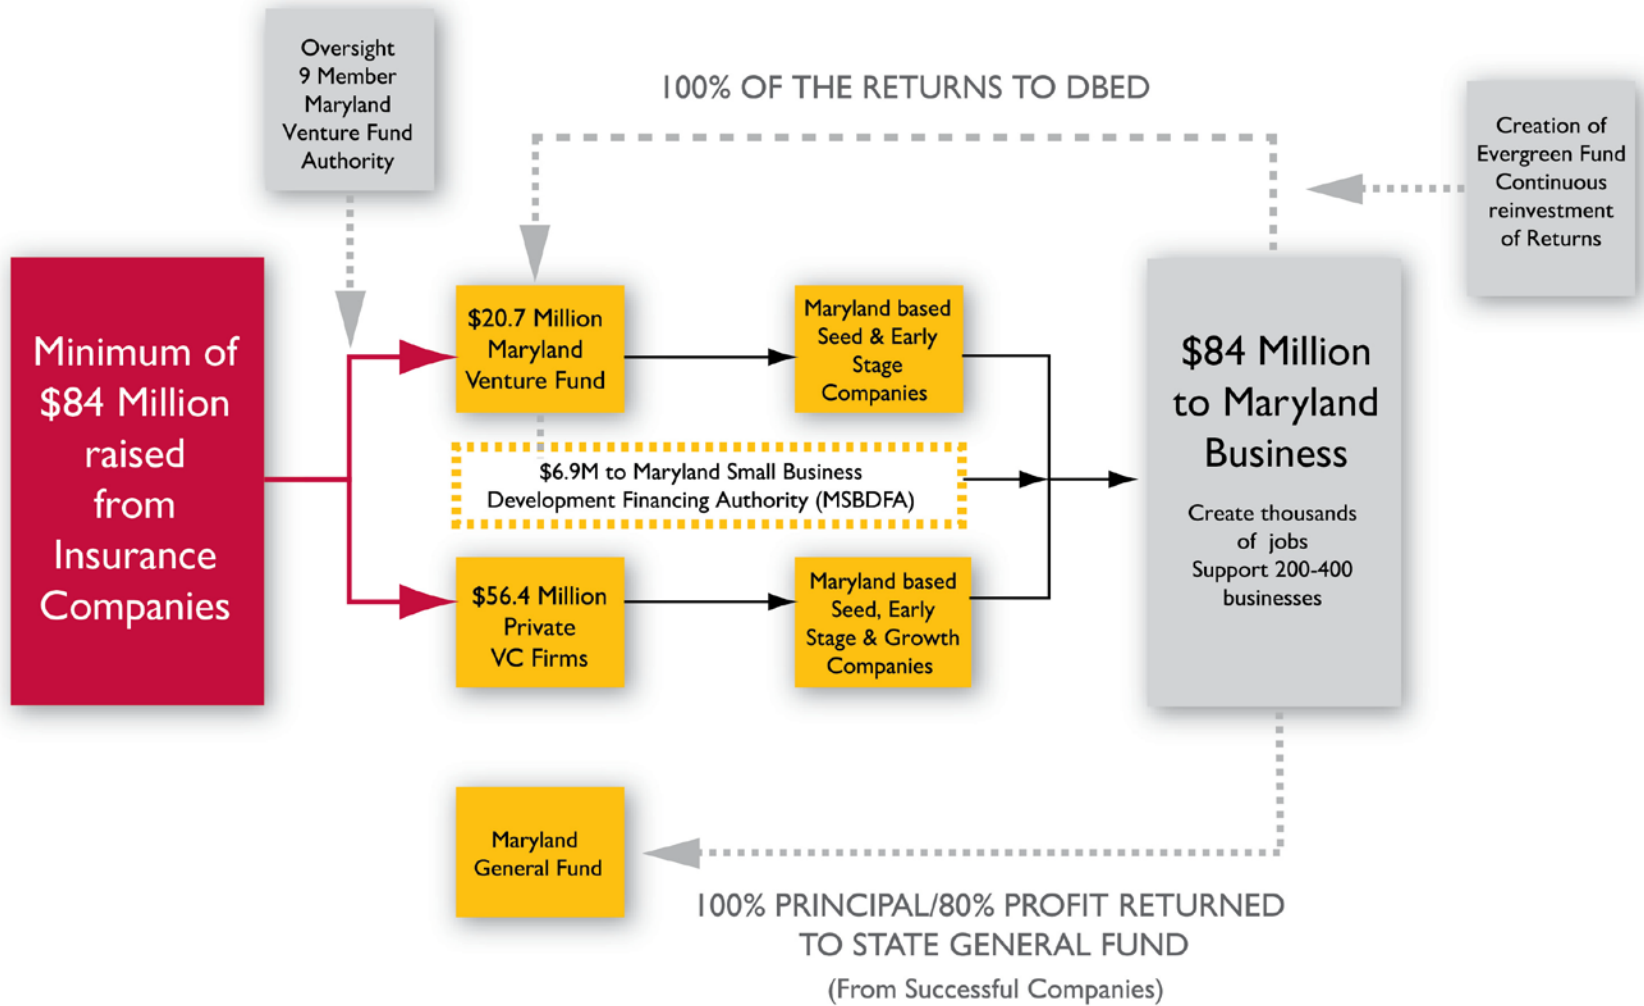 Oversight
9 Member
Maryland
Venture Fund
Authority
100% OF THE RETURNS TO DBED
Creation of
Evergreen Fund
Continuous
reinvestment
of Returns
Minimum of
$84 Million
raised
from
Insurance
Companies
$20.7 Million
Maryland
Venture Fund
Maryland based
Seed & Early
Stage
Companies
$6.9M to Maryland Small Business
Development Financing Authority (MSBDFA)
$56.4 Million
Private
VC Firms
Maryland based
Seed, Early
Stage & Growth
Companies
$84 Million
to Maryland
Business
Create thousands
of jobs
Support 200-400
businesses
Maryland
General Fund
100% PRINCIPAL/80% PROFIT RETURNED
TO STATE GENERAL FUND
(From Successful Companies)